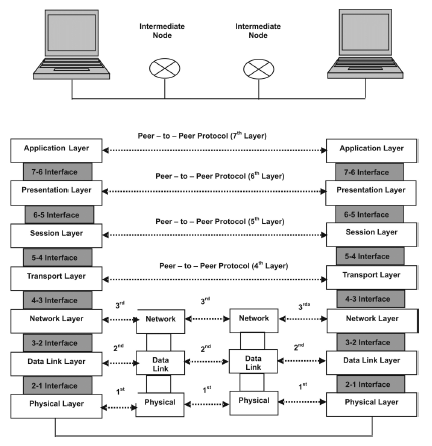 Intermediate Node
Intermediate Node
Peer – to – Peer Protocol (7th Layer)
Application Layer
Application Layer
7-6 Interface
7-6 Interface
Peer – to – Peer Protocol (6th Layer)
Presentation Layer
Presentation Layer
6-5 Interface
6-5 Interface
Peer – to – Peer Protocol (5th Layer)
Session Layer
Session Layer
5-4 Interface
5-4 Interface
Peer – to – Peer Protocol (4th Layer)
Transport Layer
Transport Layer
4-3 Interface
4-3 Interface
3rd
3rd
3rds
Network Layer
Network
Network
Network Layer
3-2 Interface
3-2 Interface
2nd
2nd
2nd
Data Link Layer
Data Link
Data Link
Data Link Layer
2-1 Interface
2-1 Interface
1st
1st
1st
Physical Layer
Physical
Physical
Physical Layer